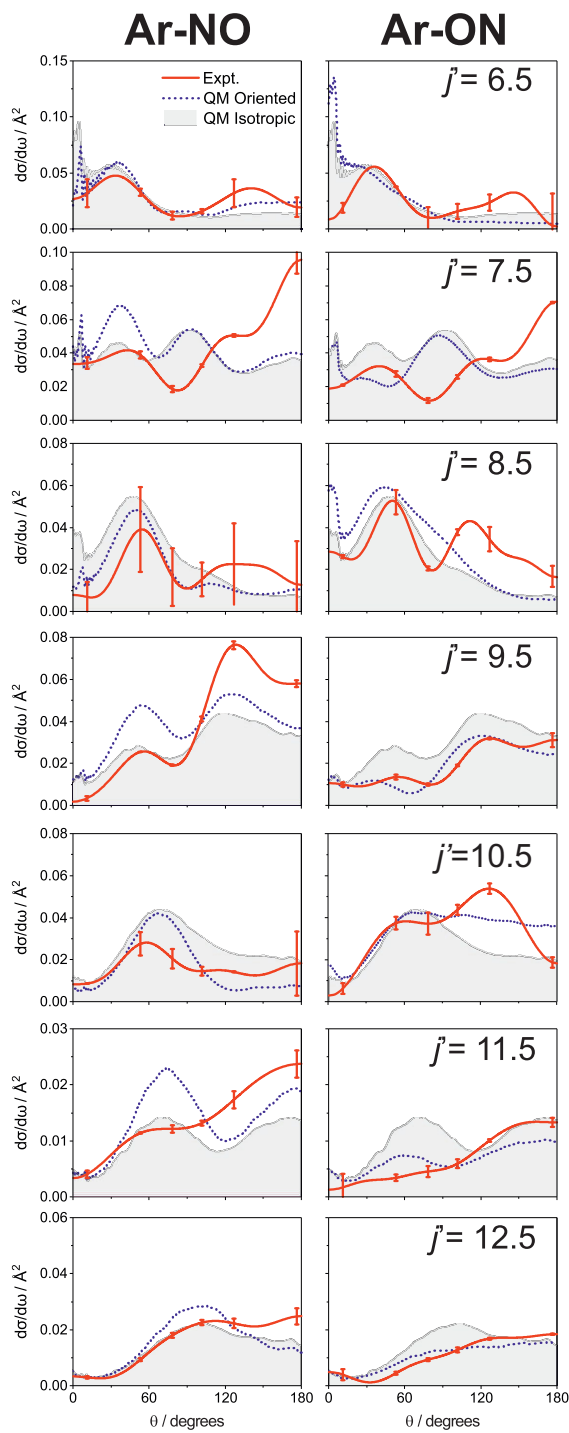 Ar-NO Ar-ON
0.15
0.10
0.05
0.00
dσ/dω / Å²
Expt.
QM Oriented
QM Isotropic
j'= 6.5
0.10
0.08
0.06
0.04
0.02
0.00
dσ/dω / Å²
j'= 7.5
0.08
0.06
0.04
0.02
0.00
dσ/dω / Å²
j'= 8.5
0.08
0.06
0.04
0.02
0.00
dσ/dω / Å²
j'= 9.5
0.08
0.06
0.04
0.02
0.00
dσ/dω / Å²
j'=10.5
0.03
0.02
0.01
0.00
dσ/dω / Å²
j'= 11.5
0.06
0.04
0.02
0.00
dσ/dω / Å²
j'= 12.5
0 60 120 180 0 60 120 180
θ / degrees θ / degrees